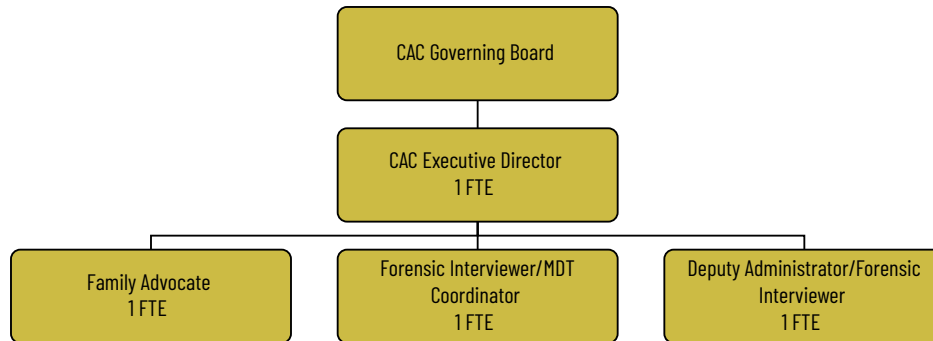 CAC Governing Board
CAC Executive Director
1 FTE
Family Advocate
1 FTE
Forensic Interviewer/MDT
Coordinator
1 FTE
Deputy Administrator/Forensic
Interviewer
1 FTE